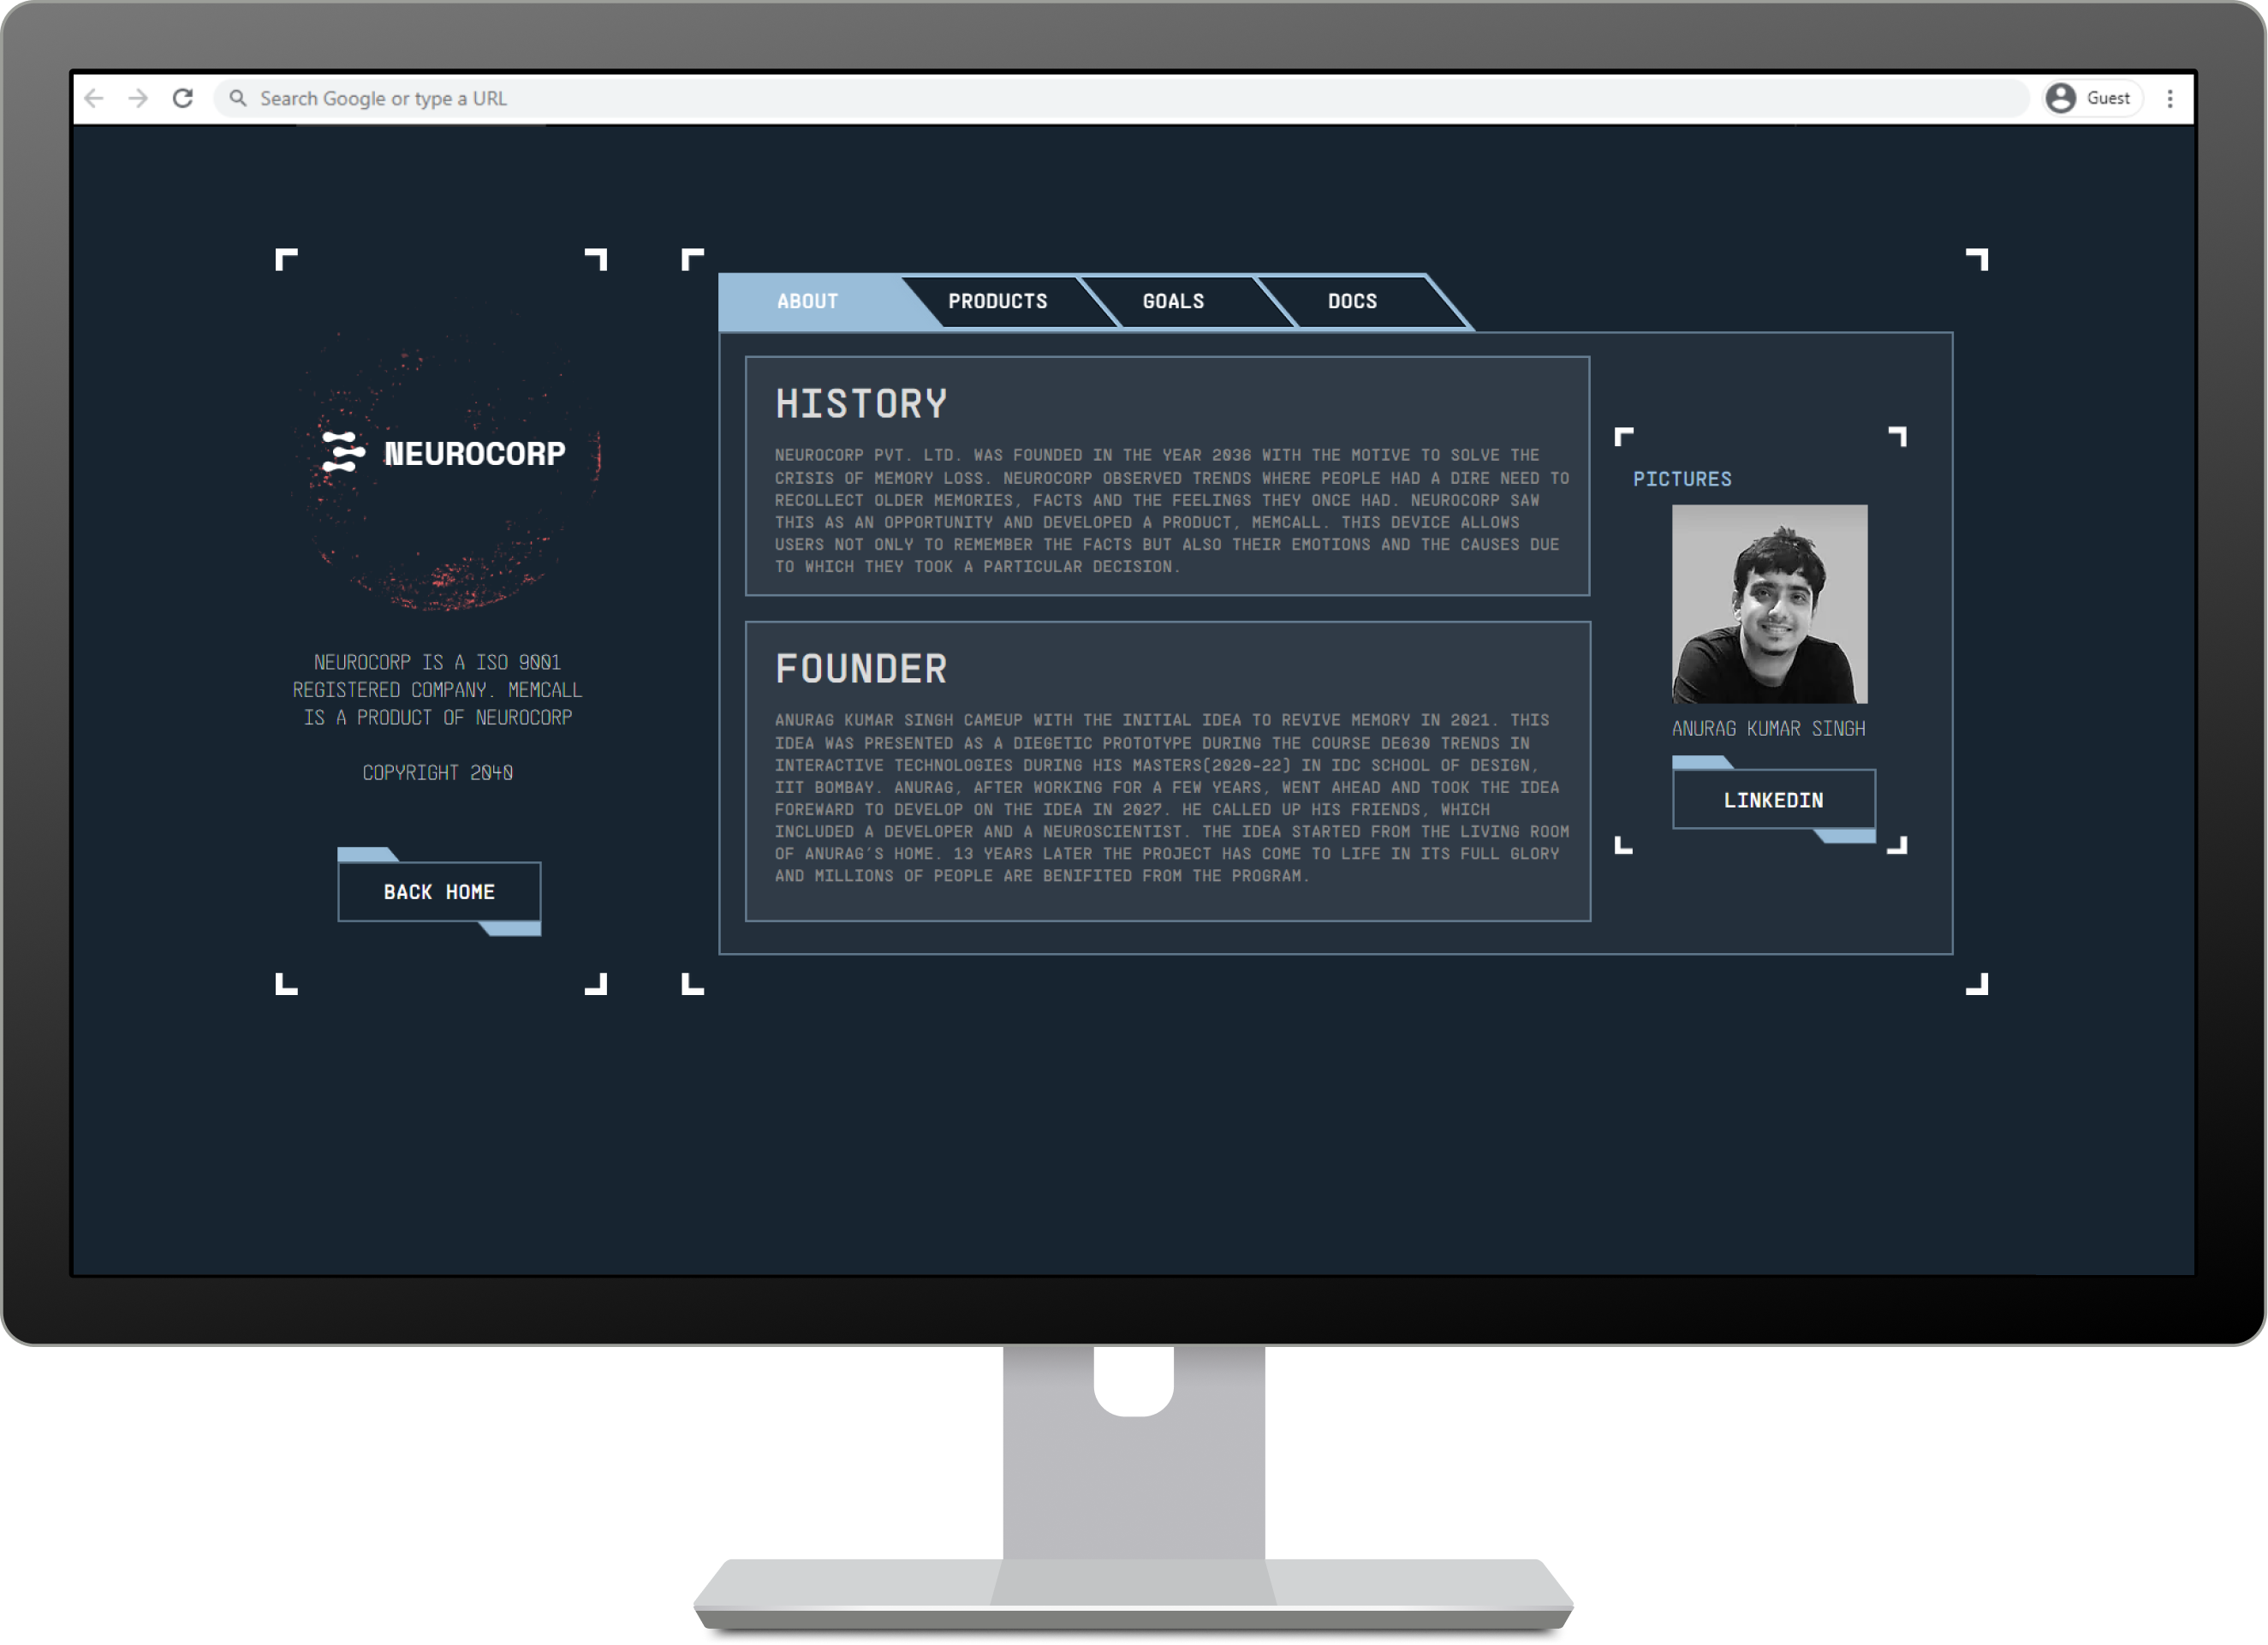 Search Google or type a URL
Guest
NEUROCORP
NEUROCORP IS A ISO 9001
REGISTERED COMPANY. MEMCALL
IS A PRODUCT OF NEUROCORP
COPYRIGHT 2040
BACK HOME
ABOUT
PRODUCTS
GOALS
DOCS
HISTORY
NEUROCORP PVT. LTD. WAS FOUNDED IN THE YEAR 2036 WITH THE MOTIVE TO SOLVE THE
CRISIS OF MEMORY LOSS. NEUROCORP OBSERVED TRENDS WHERE PEOPLE HAD A DIRE NEED TO
RECOLLECT OLDER MEMORIES, FACTS AND THE FEELINGS THEY ONCE HAD. NEUROCORP SAW
THIS AS AN OPPORTUNITY AND DEVELOPED A PRODUCT, MEMCALL. THIS DEVICE ALLOWS
USERS NOT ONLY TO REMEMBER THE FACTS BUT ALSO THEIR EMOTIONS AND THE CAUSES DUE
TO WHICH THEY TOOK A PARTICULAR DECISION.
FOUNDER
ANURAG KUMAR SINGH CAMEUP WITH THE INITIAL IDEA TO REVIVE MEMORY IN 2021. THIS
IDEA WAS PRESENTED AS A DIEGETIC PROTOTYPE DURING THE COURSE DE630 TRENDS IN
INTERACTIVE TECHNOLOGIES DURING HIS MASTERS(2020-22) IN IDC SCHOOL OF DESIGN,
IIT BOMBAY. ANURAG, AFTER WORKING FOR A FEW YEARS, WENT AHEAD AND TOOK THE IDEA
FOREWARD TO DEVELOP ON THE IDEA IN 2027. HE CALLED UP HIS FRIENDS, WHICH
INCLUDED A DEVELOPER AND A NEUROSCIENTIST. THE IDEA STARTED FROM THE LIVING ROOM
OF ANURAG'S HOME. 13 YEARS LATER THE PROJECT HAS COME TO LIFE IN ITS FULL GLORY
AND MILLIONS OF PEOPLE ARE BENIFITED FROM THE PROGRAM.
PICTURES
ANURAG KUMAR SINGH
LINKEDIN